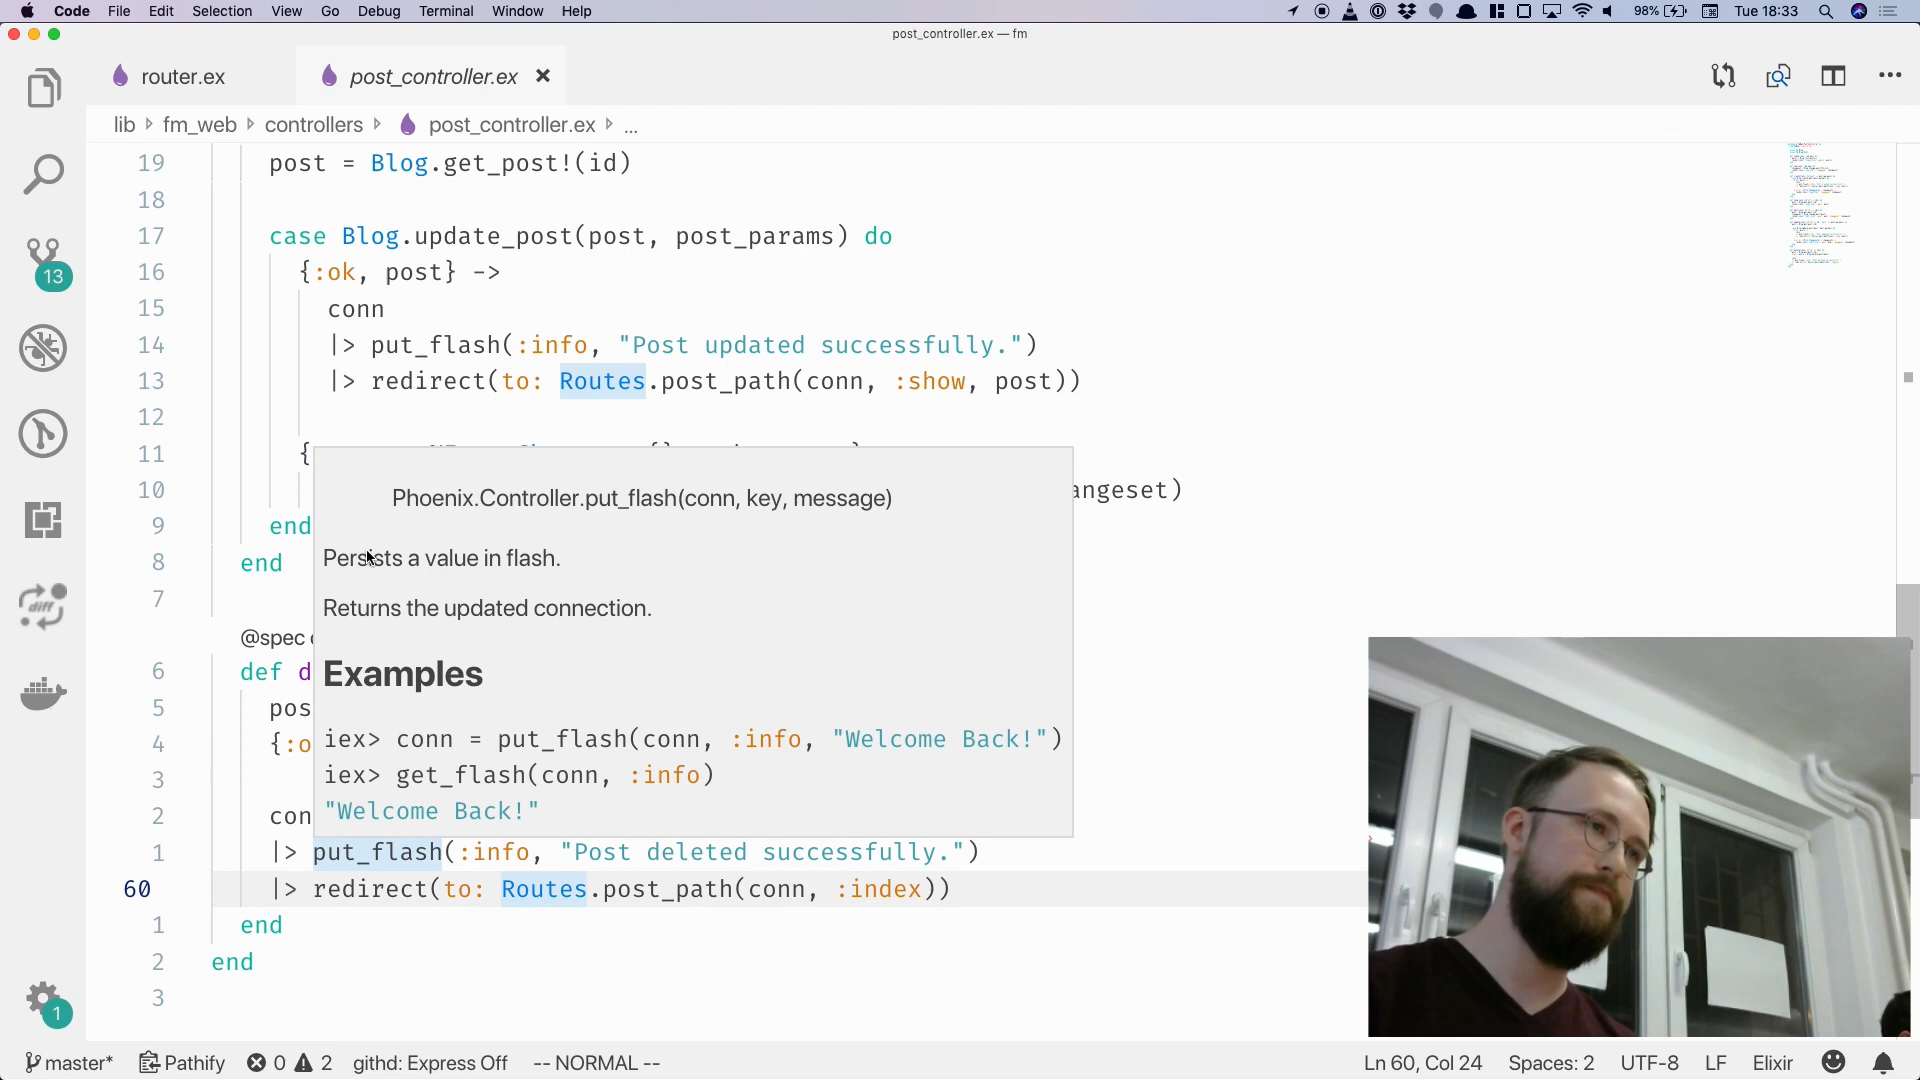 Code File Edit Selection View Go Debug Terminal Window Help 98% Tue 18:33
post_controller.ex — fm
router.ex post_controller.ex
lib fm_web controllers post_controller.ex ...
19 post = Blog.get_post!(id)
18
17 case Blog.update_post(post, post_params) do
16 {:ok, post} ->
15 conn
14 |> put_flash(:info, "Post updated successfully.")
13 |> redirect(to: Routes.post_path(conn, :show, post))
12
11 {
10 angeset)
9 end
8 end
7
@spec
6 def d
5 pos
4 {:o
3
2 con
Phoenix.Controller.put_flash(conn, key, message)
Persists a value in flash.
Returns the updated connection.
Examples
iex> conn = put_flash(conn, :info, "Welcome Back!")
iex> get_flash(conn, :info)
"Welcome Back!"
1 |> put_flash(:info, "Post deleted successfully.")
60 |> redirect(to: Routes.post_path(conn, :index))
1 end
2 end
3
13
diff
1
master* Pathify 0 2 githd: Express Off -- NORMAL -- Ln 60, Col 24 Spaces: 2 UTF-8 LF Elixir